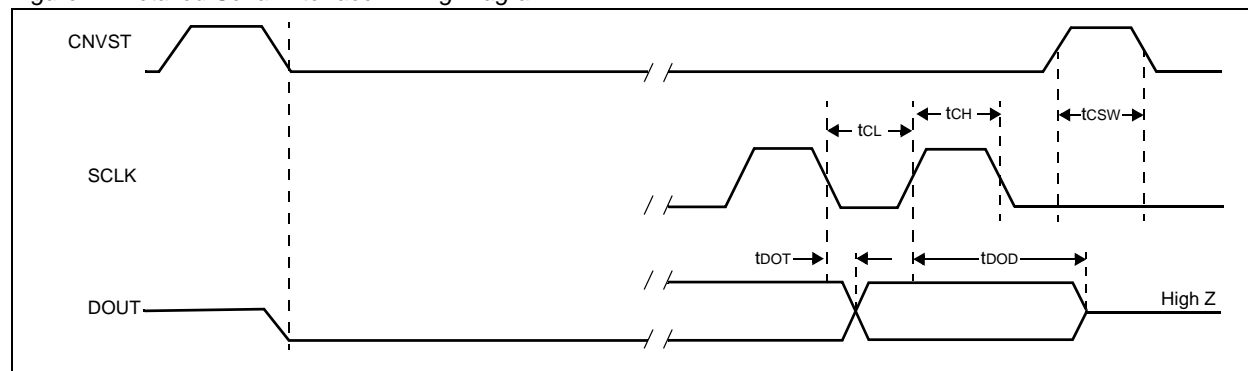 CNVST
tCL
tCH
tCSW
SCLK
tDOT
tDOD
DOUT
High Z